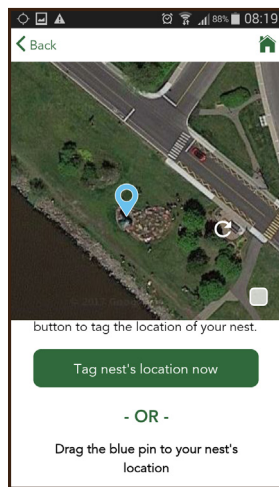 88% 08:19
Back
button to tag the location of your nest.
Tag nest's location now
- OR -
Drag the blue pin to your nest's
location